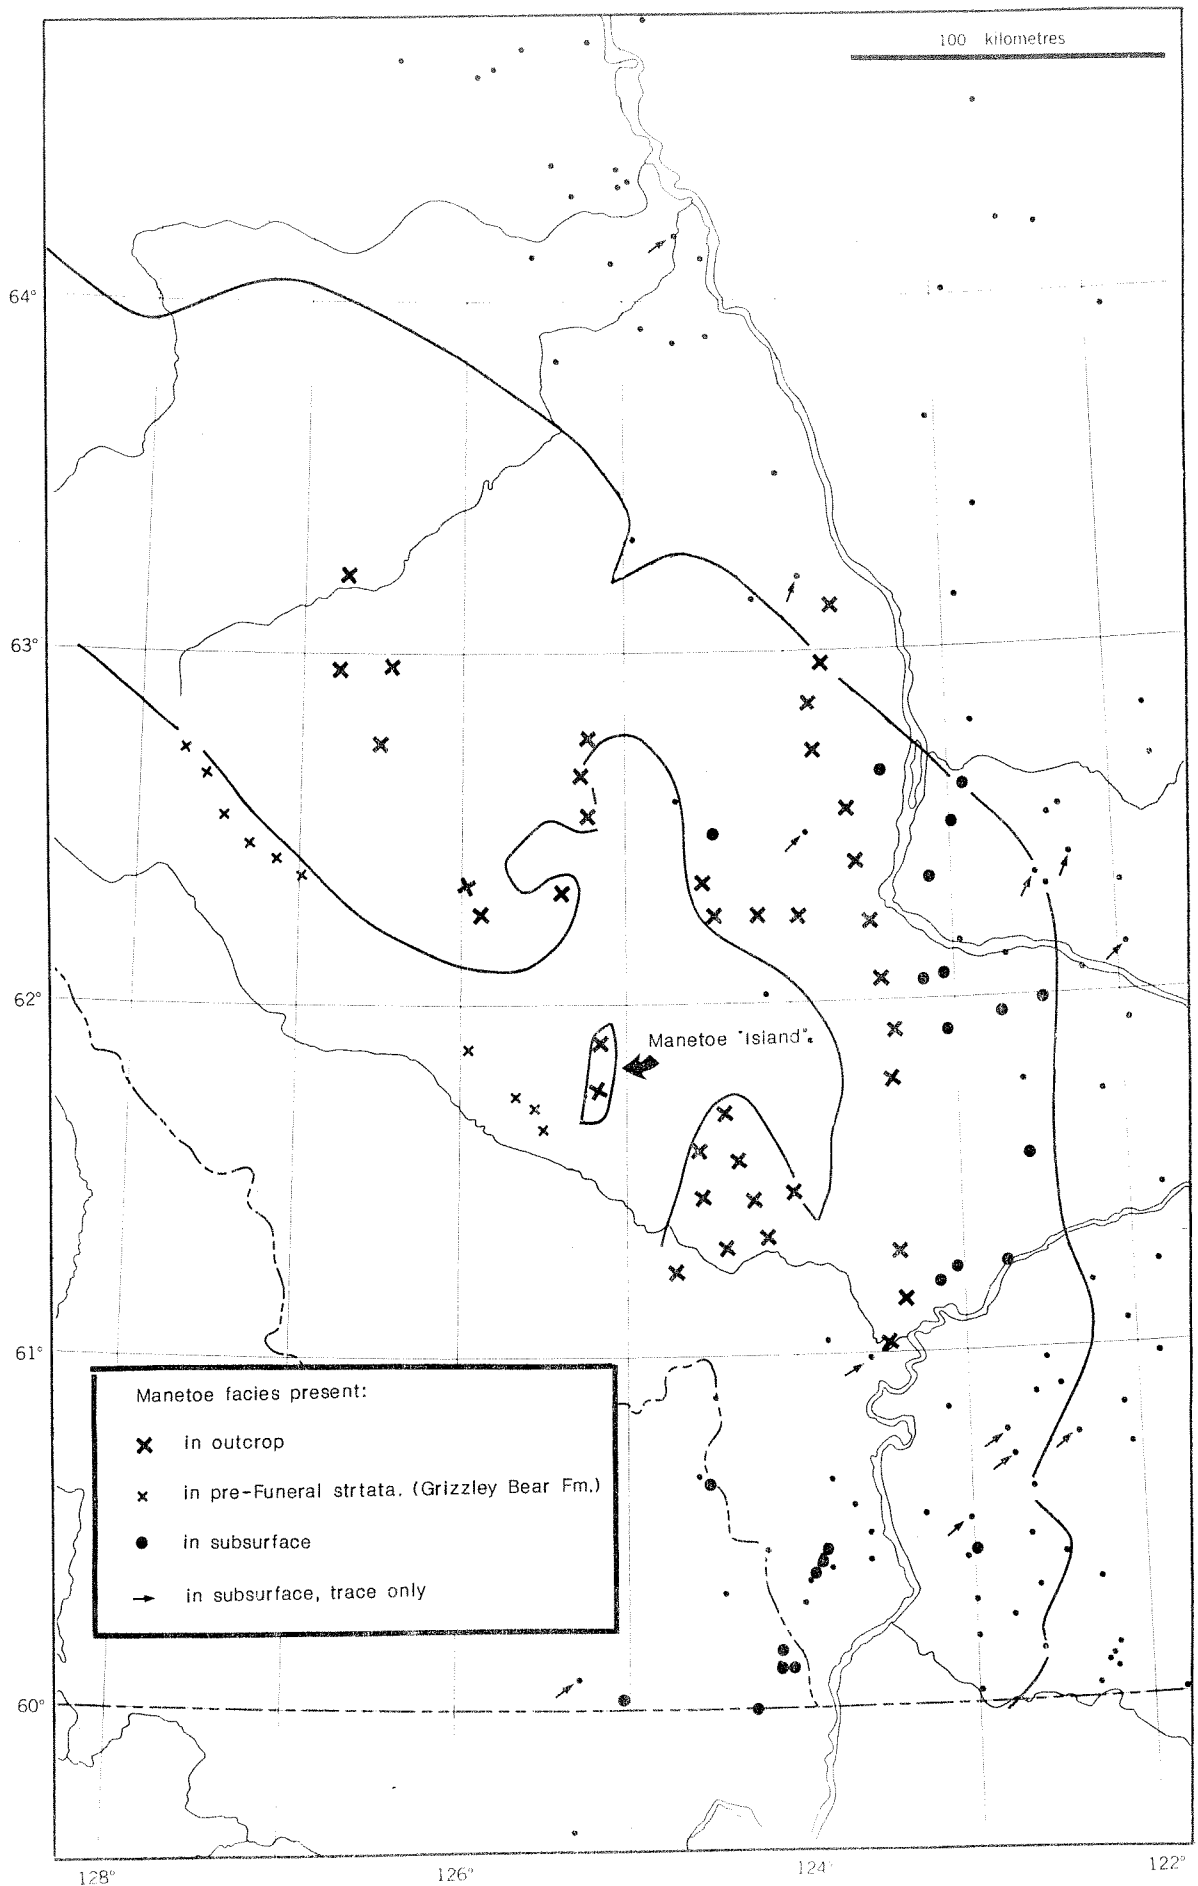 100 kilometres
64°
63°
62°
Manetoe "Island".
61°
Manetoe facies present:
in outcrop
in pre-Funeral strtata. (Grizzley Bear Fm.)
in subsurface
in subsurface, trace only
60°
128°
126°
124°
122°